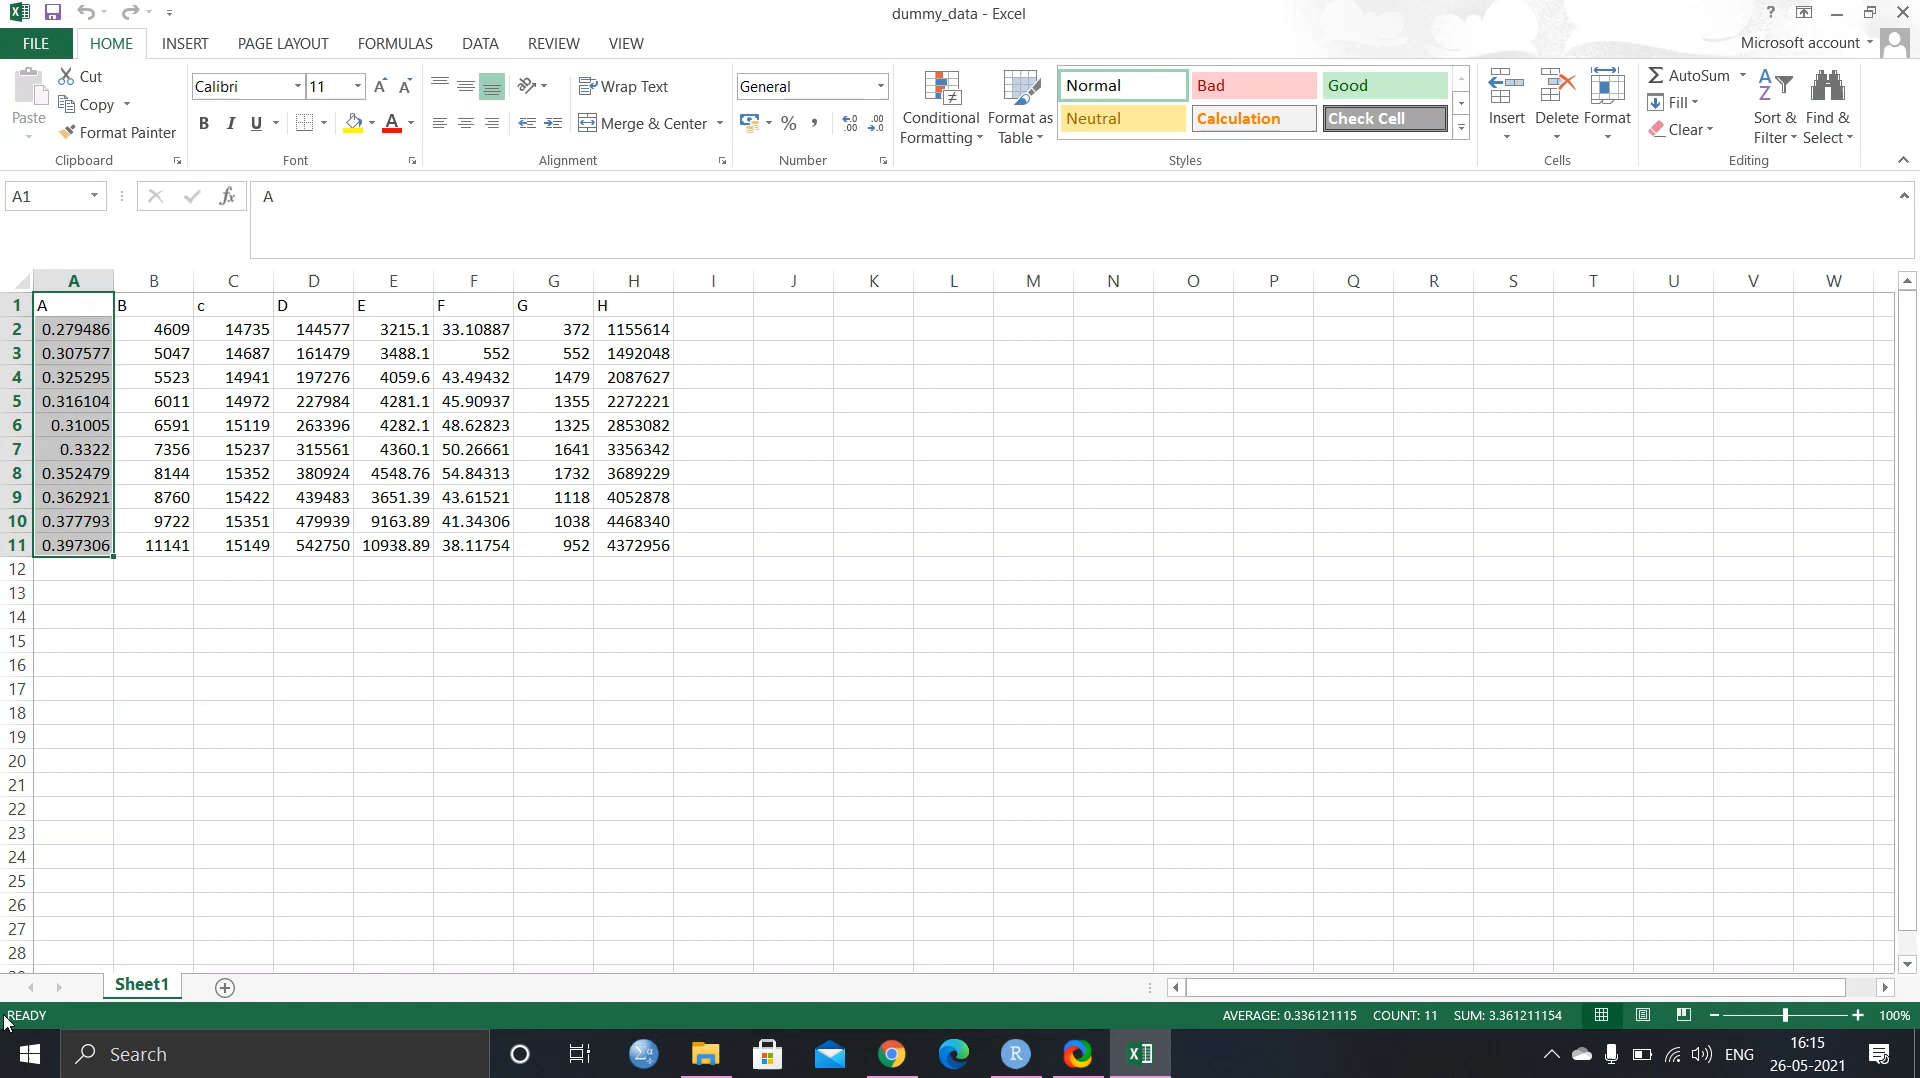 dummy_data - Excel
FILE HOME INSERT PAGE LAYOUT FORMULAS DATA REVIEW VIEW Microsoft account
Paste Cut Copy Format Painter Clipboard
Calibri 11 B I U Font
Wrap Text Merge & Center Alignment
General % , Number
Conditional Formatting Format as Table
Normal Bad Good
Neutral Calculation Check Cell
Styles
Insert Delete Format Cells
AutoSum Fill Clear Sort & Filter Find & Select Editing
A1 fx A
A B C D E F G H I J K L M N O P Q R S T U V W
1 A B c D E F G H
2 0.279486 4609 14735 144577 3215.1 33.10887 372 1155614
3 0.307577 5047 14687 161479 3488.1 552 552 1492048
4 0.325295 5523 14941 197276 4059.6 43.49432 1479 2087627
5 0.316104 6011 14972 227984 4281.1 45.90937 1355 2272221
6 0.31005 6591 15119 263396 4282.1 48.62823 1325 2853082
7 0.3322 7356 15237 315561 4360.1 50.26661 1641 3356342
8 0.352479 8144 15352 380924 4548.76 54.84313 1732 3689229
9 0.362921 8760 15422 439483 3651.39 43.61521 1118 4052878
10 0.377793 9722 15351 479939 9163.89 41.34306 1038 4468340
11 0.397306 11141 15149 542750 10938.89 38.11754 952 4372956
12
13
14
15
16
17
18
19
20
21
22
23
24
25
26
27
28
Sheet1
READY AVERAGE: 0.336121115 COUNT: 11 SUM: 3.361211154 100%
Search ENG 16:15
26-05-2021